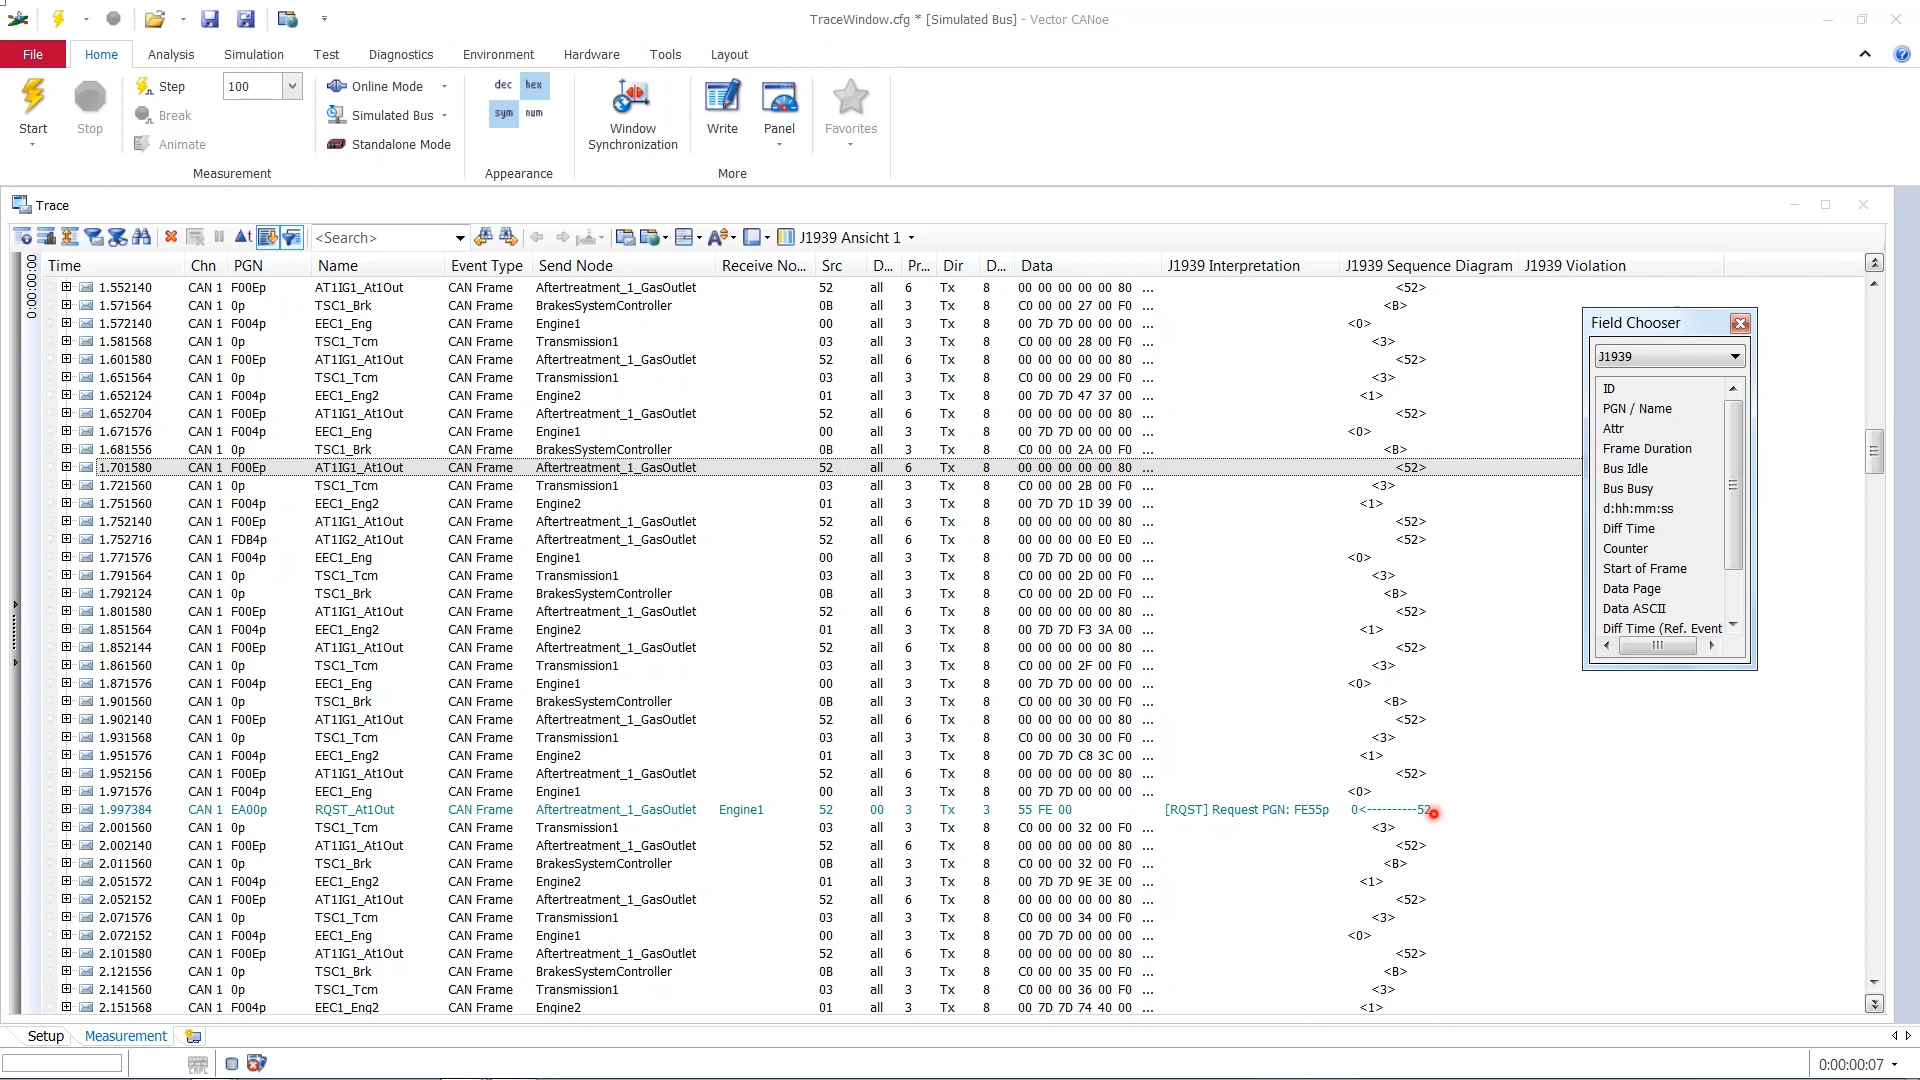 TraceWindow.cfg * [Simulated Bus] - Vector CANoe
File Home Analysis Simulation Test Diagnostics Environment Hardware Tools Layout
Start
Stop
Step 100
Break
Animate
Measurement
Online Mode
Simulated Bus
Standalone Mode
dec hex
sym num
Appearance
Window
Synchronization
Write
Panel
More
Favorites
Trace
<Search> J1939 Ansicht 1
0:00:00:00
Time Chn PGN Name Event Type Send Node Receive No... Src D... Pr... Dir D... Data J1939 Interpretation J1939 Sequence Diagram J1939 Violation
1.552140 CAN 1 F00Ep AT1IG1_At1Out CAN Frame Aftertreatment_1_GasOutlet 52 all 6 Tx 8 00 00 00 00 00 80 ... <52>
1.571564 CAN 1 0p TSC1_Brk CAN Frame BrakesSystemController 0B all 3 Tx 8 C0 00 00 27 00 F0 ... <B>
1.572140 CAN 1 F004p EEC1_Eng CAN Frame Engine1 00 all 3 Tx 8 00 7D 7D 00 00 00 ... <0>
1.581568 CAN 1 0p TSC1_Tcm CAN Frame Transmission1 03 all 3 Tx 8 C0 00 00 28 00 F0 ... <3>
1.601580 CAN 1 F00Ep AT1IG1_At1Out CAN Frame Aftertreatment_1_GasOutlet 52 all 6 Tx 8 00 00 00 00 00 80 ... <52>
1.651564 CAN 1 0p TSC1_Tcm CAN Frame Transmission1 03 all 3 Tx 8 C0 00 00 29 00 F0 ... <3>
1.652124 CAN 1 F004p EEC1_Eng2 CAN Frame Engine2 01 all 3 Tx 8 00 7D 7D 47 37 00 ... <1>
1.652704 CAN 1 F00Ep AT1IG1_At1Out CAN Frame Aftertreatment_1_GasOutlet 52 all 6 Tx 8 00 00 00 00 00 80 ... <52>
1.671576 CAN 1 F004p EEC1_Eng CAN Frame Engine1 00 all 3 Tx 8 00 7D 7D 00 00 00 ... <0>
1.681556 CAN 1 0p TSC1_Brk CAN Frame BrakesSystemController 0B all 3 Tx 8 C0 00 00 2A 00 F0 ... <B>
1.701580 CAN 1 F00Ep AT1IG1_At1Out CAN Frame Aftertreatment_1_GasOutlet 52 all 6 Tx 8 00 00 00 00 00 80 ... <52>
1.721560 CAN 1 0p TSC1_Tcm CAN Frame Transmission1 03 all 3 Tx 8 C0 00 00 2B 00 F0 ... <3>
1.751560 CAN 1 F004p EEC1_Eng2 CAN Frame Engine2 01 all 3 Tx 8 00 7D 7D 1D 39 00 ... <1>
1.752140 CAN 1 F00Ep AT1IG1_At1Out CAN Frame Aftertreatment_1_GasOutlet 52 all 6 Tx 8 00 00 00 00 00 80 ... <52>
1.752716 CAN 1 FDB4p AT1IG2_At1Out CAN Frame Aftertreatment_1_GasOutlet 52 all 6 Tx 8 00 00 00 00 E0 E0 ... <52>
1.771576 CAN 1 F004p EEC1_Eng CAN Frame Engine1 00 all 3 Tx 8 00 7D 7D 00 00 00 ... <0>
1.791564 CAN 1 0p TSC1_Tcm CAN Frame Transmission1 03 all 3 Tx 8 C0 00 00 2D 00 F0 ... <3>
1.792124 CAN 1 0p TSC1_Brk CAN Frame BrakesSystemController 0B all 3 Tx 8 C0 00 00 2D 00 F0 ... <B>
1.801580 CAN 1 F00Ep AT1IG1_At1Out CAN Frame Aftertreatment_1_GasOutlet 52 all 6 Tx 8 00 00 00 00 00 80 ... <52>
1.851564 CAN 1 F004p EEC1_Eng2 CAN Frame Engine2 01 all 3 Tx 8 00 7D 7D F3 3A 00 ... <1>
1.852144 CAN 1 F00Ep AT1IG1_At1Out CAN Frame Aftertreatment_1_GasOutlet 52 all 6 Tx 8 00 00 00 00 00 80 ... <52>
1.861560 CAN 1 0p TSC1_Tcm CAN Frame Transmission1 03 all 3 Tx 8 C0 00 00 2F 00 F0 ... <3>
1.871576 CAN 1 F004p EEC1_Eng CAN Frame Engine1 00 all 3 Tx 8 00 7D 7D 00 00 00 ... <0>
1.901560 CAN 1 0p TSC1_Brk CAN Frame BrakesSystemController 0B all 3 Tx 8 C0 00 00 30 00 F0 ... <B>
1.902140 CAN 1 F00Ep AT1IG1_At1Out CAN Frame Aftertreatment_1_GasOutlet 52 all 6 Tx 8 00 00 00 00 00 80 ... <52>
1.931568 CAN 1 0p TSC1_Tcm CAN Frame Transmission1 03 all 3 Tx 8 C0 00 00 30 00 F0 ... <3>
1.951576 CAN 1 F004p EEC1_Eng2 CAN Frame Engine2 01 all 3 Tx 8 00 7D 7D C8 3C 00 ... <1>
1.952156 CAN 1 F00Ep AT1IG1_At1Out CAN Frame Aftertreatment_1_GasOutlet 52 all 6 Tx 8 00 00 00 00 00 80 ... <52>
1.971576 CAN 1 F004p EEC1_Eng CAN Frame Engine1 00 all 3 Tx 8 00 7D 7D 00 00 00 ... <0>
1.997384 CAN 1 EA00p RQST_At1Out CAN Frame Aftertreatment_1_GasOutlet Engine1 52 00 3 Tx 3 55 FE 00 [RQST] Request PGN: FE55p 0<----------52
2.001560 CAN 1 0p TSC1_Tcm CAN Frame Transmission1 03 all 3 Tx 8 C0 00 00 32 00 F0 ... <3>
2.002140 CAN 1 F00Ep AT1IG1_At1Out CAN Frame Aftertreatment_1_GasOutlet 52 all 6 Tx 8 00 00 00 00 00 80 ... <52>
2.011560 CAN 1 0p TSC1_Brk CAN Frame BrakesSystemController 0B all 3 Tx 8 C0 00 00 32 00 F0 ... <B>
2.051572 CAN 1 F004p EEC1_Eng2 CAN Frame Engine2 01 all 3 Tx 8 00 7D 7D 9E 3E 00 ... <1>
2.052152 CAN 1 F00Ep AT1IG1_At1Out CAN Frame Aftertreatment_1_GasOutlet 52 all 6 Tx 8 00 00 00 00 00 80 ... <52>
2.071576 CAN 1 0p TSC1_Tcm CAN Frame Transmission1 03 all 3 Tx 8 C0 00 00 34 00 F0 ... <3>
2.072152 CAN 1 F004p EEC1_Eng CAN Frame Engine1 00 all 3 Tx 8 00 7D 7D 00 00 00 ... <0>
2.101580 CAN 1 F00Ep AT1IG1_At1Out CAN Frame Aftertreatment_1_GasOutlet 52 all 6 Tx 8 00 00 00 00 00 80 ... <52>
2.121556 CAN 1 0p TSC1_Brk CAN Frame BrakesSystemController 0B all 3 Tx 8 C0 00 00 35 00 F0 ... <B>
2.141560 CAN 1 0p TSC1_Tcm CAN Frame Transmission1 03 all 3 Tx 8 C0 00 00 36 00 F0 ... <3>
2.151568 CAN 1 F004p EEC1_Eng2 CAN Frame Engine2 01 all 3 Tx 8 00 7D 7D 74 40 00 ... <1>
Field Chooser
J1939
ID
PGN / Name
Attr
Frame Duration
Bus Idle
Bus Busy
d:hh:mm:ss
Diff Time
Counter
Start of Frame
Data Page
Data ASCII
Diff Time (Ref. Event
Setup Measurement
CAPL
0:00:00:07